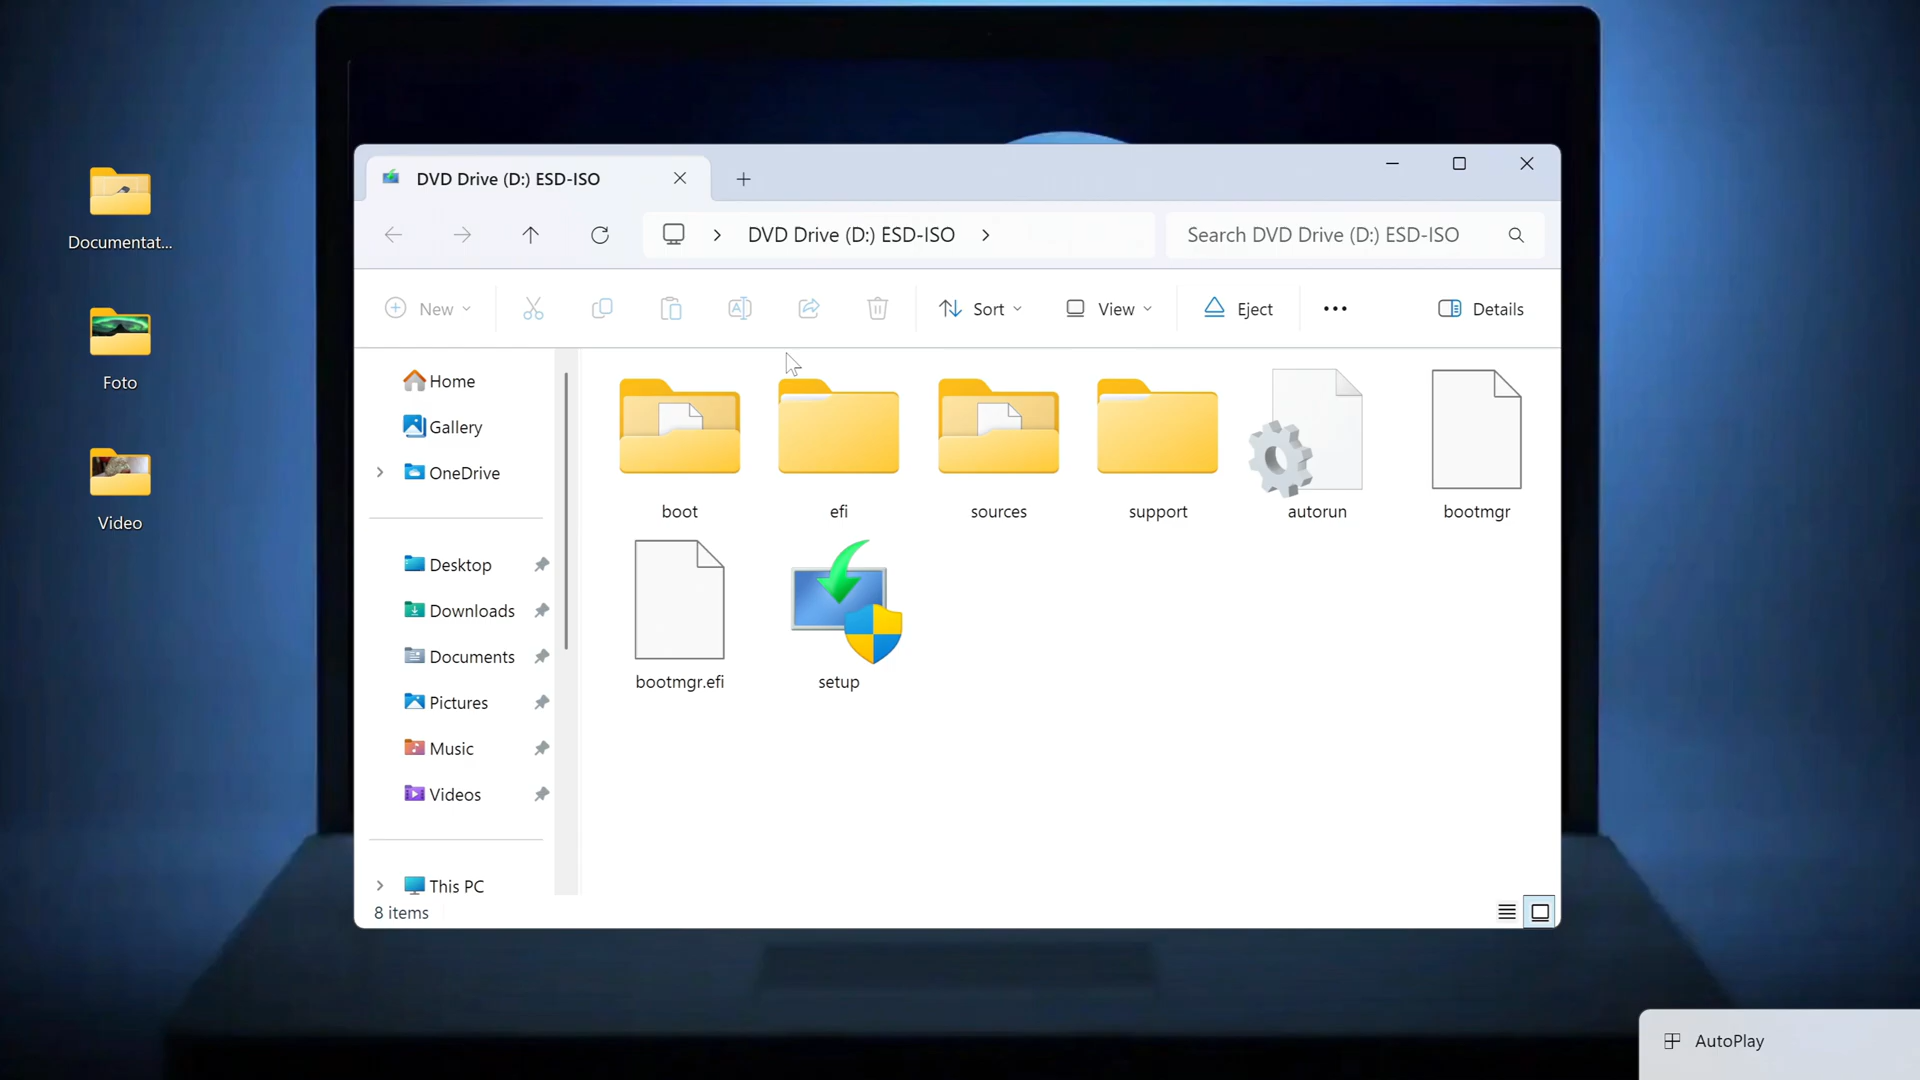 DVD Drive (D:) ESD-ISO
DVD Drive (D:) ESD-ISO
Search DVD Drive (D:) ESD-ISO
New
Sort
View
Eject
Details
Documentat...
Foto
Video
Home
Gallery
OneDrive
Desktop
Downloads
Documents
Pictures
Music
Videos
This PC
boot
efi
sources
support
autorun
bootmgr
bootmgr.efi
setup
8 items
AutoPlay